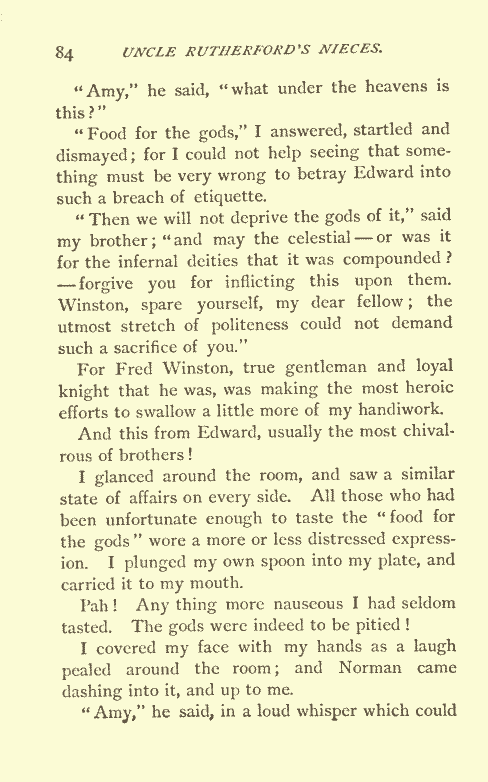 84 UNCLE RUTHERFORD'S NIECES.
“Amy,” he said, “what under the heavens is
this?”
“Food for the gods,” I answered, startled and
dismayed; for I could not help seeing that some-
thing must be very wrong to betray Edward into
such a breach of etiquette.
“Then we will not deprive the gods of it,” said
my brother; “and may the celestial — or was it
for the infernal deities that it was compounded?
— forgive you for inflicting this upon them.
Winston, spare yourself, my dear fellow; the
utmost stretch of politeness could not demand
such a sacrifice of you.”
For Fred Winston, true gentleman and loyal
knight that he was, was making the most heroic
efforts to swallow a little more of my handiwork.
And this from Edward, usually the most chival-
rous of brothers!
I glanced around the room, and saw a similar
state of affairs on every side. All those who had
been unfortunate enough to taste the “food for
the gods” wore a more or less distressed express-
ion. I plunged my own spoon into my plate, and
carried it to my mouth.
Pah! Any thing more nauseous I had seldom
tasted. The gods were indeed to be pitied!
I covered my face with my hands as a laugh
pealed around the room; and Norman came
dashing into it, and up to me.
“Amy,” he said, in a loud whisper which could